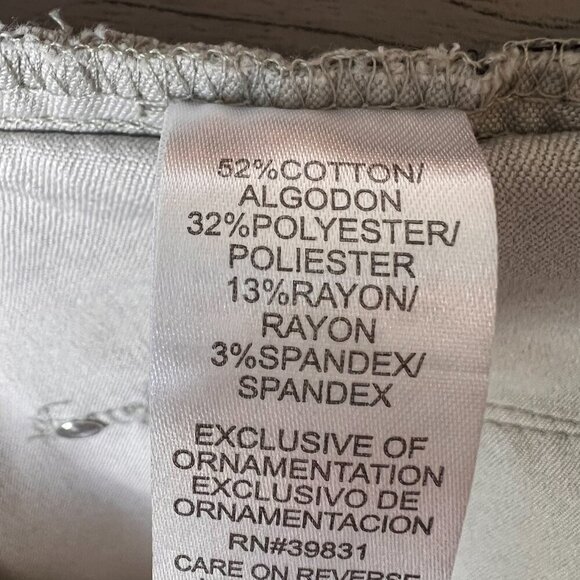 52%COTTON/
ALGODON
32%POLYESTER/
POLIESTER
13%RAYON/
RAYON
3%SPANDEX/
SPANDEX
EXCLUSIVE OF
ORNAMENTATION
EXCLUSIVO DE
ORNAMENTACION
RN#39831
CARE ON REVERSE